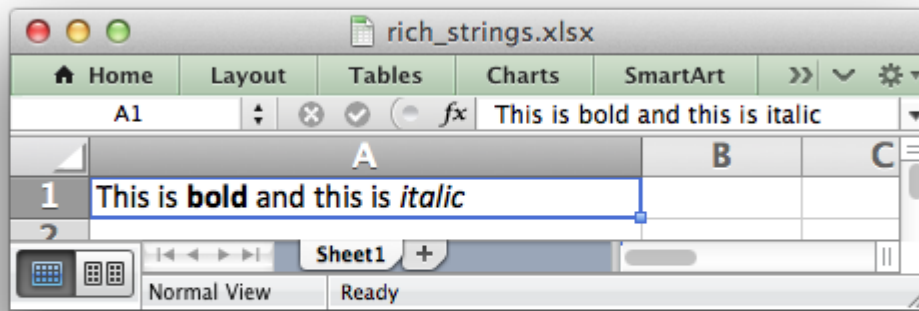 rich_strings.xlsx
Home Layout Tables Charts SmartArt >>
A1 fx This is bold and this is italic
A B C
1 This is bold and this is italic
2
Sheet1 +
Normal View Ready